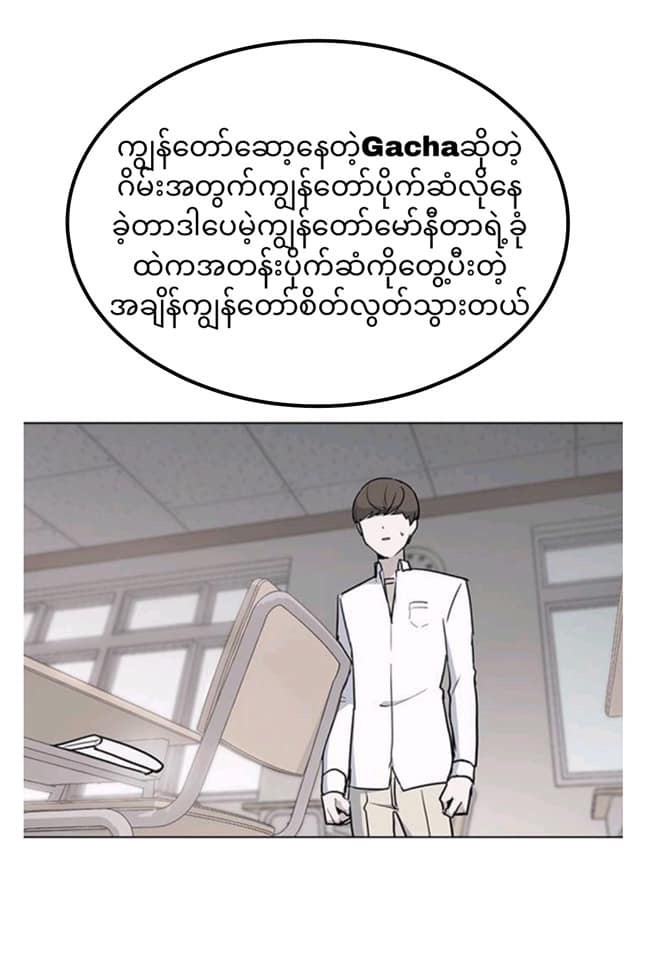 ကျွန်တော်ဆော့နေတဲ့Gachaဆိုတဲ့
ဂိမ်းအတွက်ကျွန်တော်ပိုက်ဆံလိုနေ
ခဲ့တာဒါပေမဲ့ကျွန်တော်မော်နီတာရဲ့ခုံ
ထဲကအတန်းပိုက်ဆံကိုတွေ့ပီးတဲ့
အချိန်ကျွန်တော်စိတ်လွတ်သွားတယ်